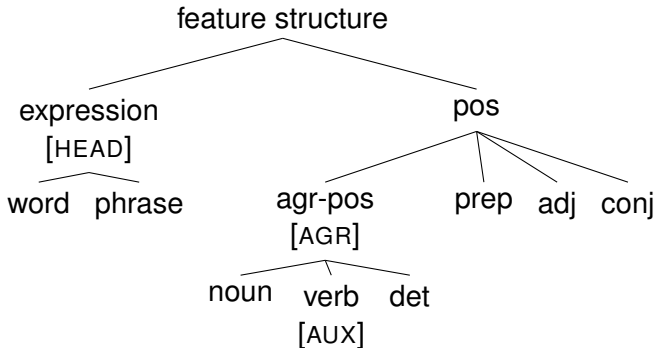 feature structure
expression pos
[HEAD]
word phrase agr-pos prep adj conj
[AGR]
noun verb det
[AUX]